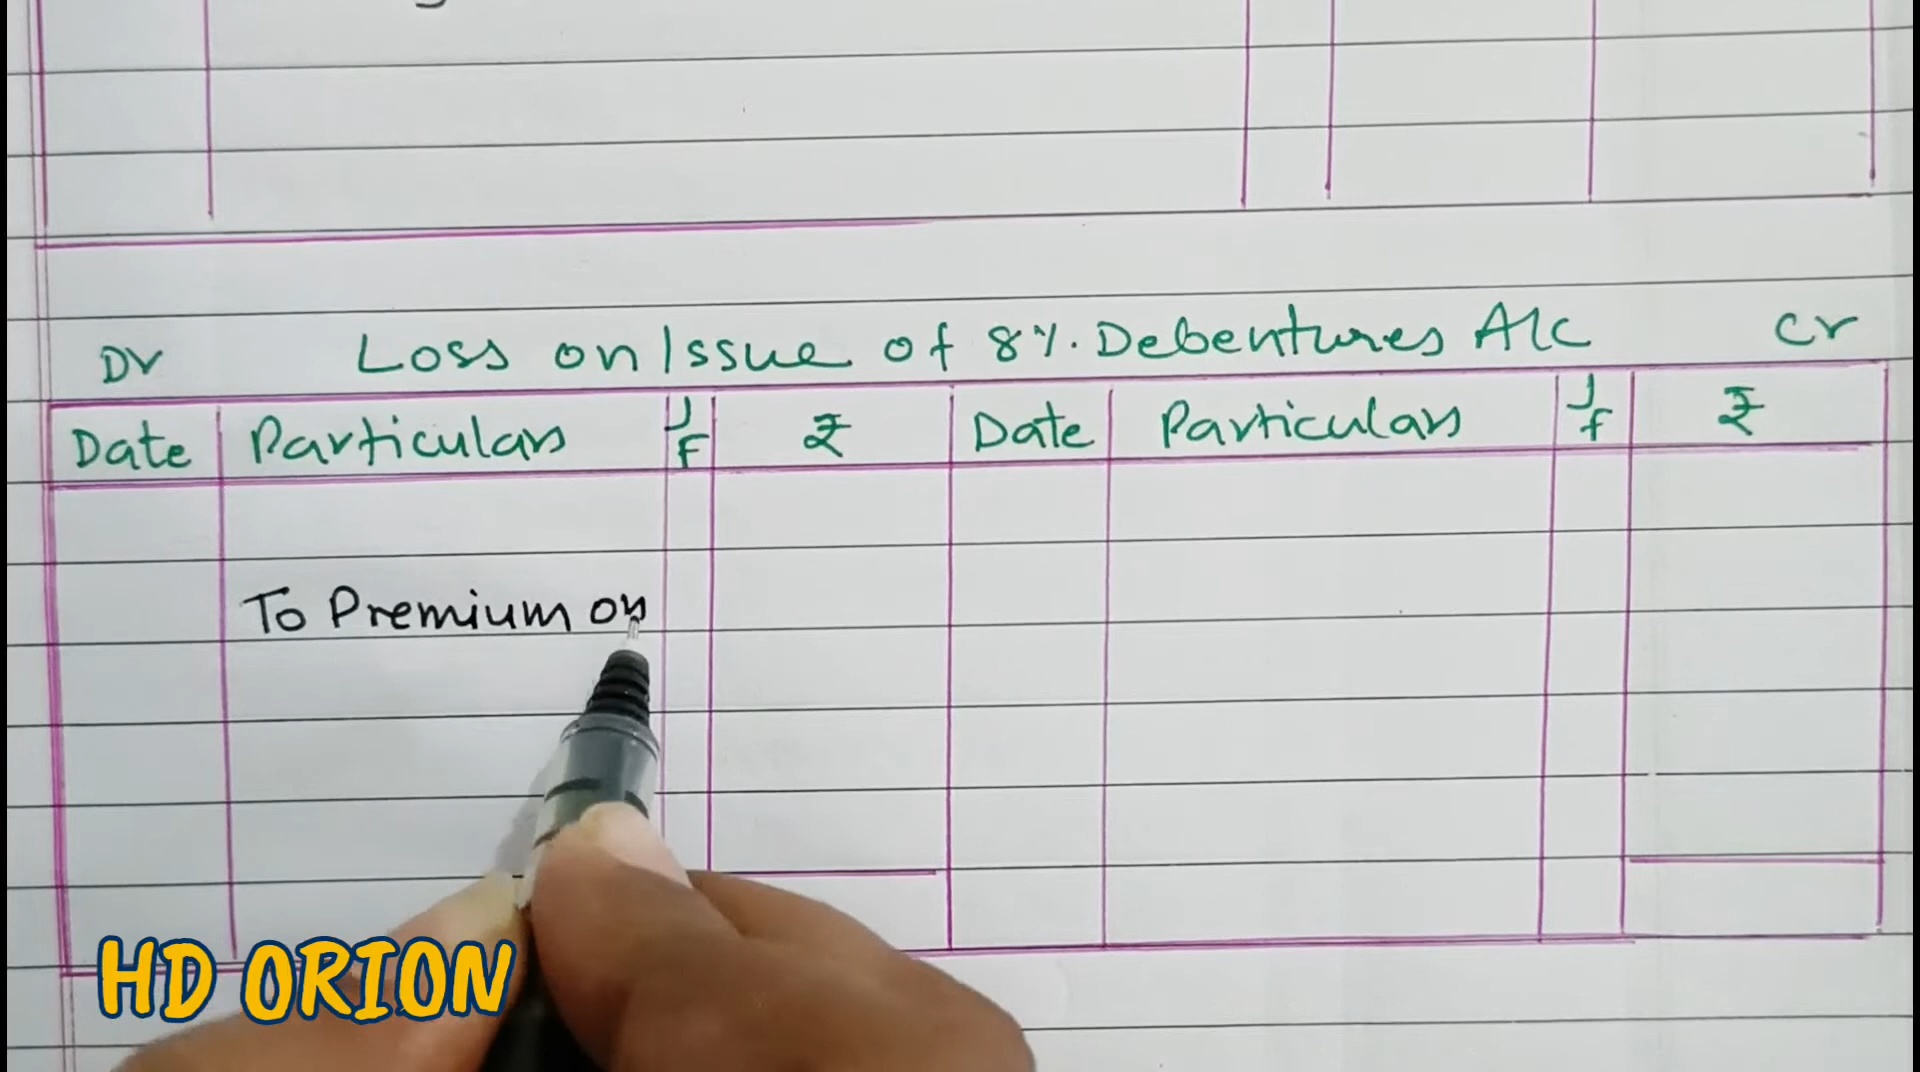 Dr Loss on Issue of 8%. Debentures A/c Cr
Date Particulars J F ₹ Date Particulars J f ₹
To Premium on
HD ORION